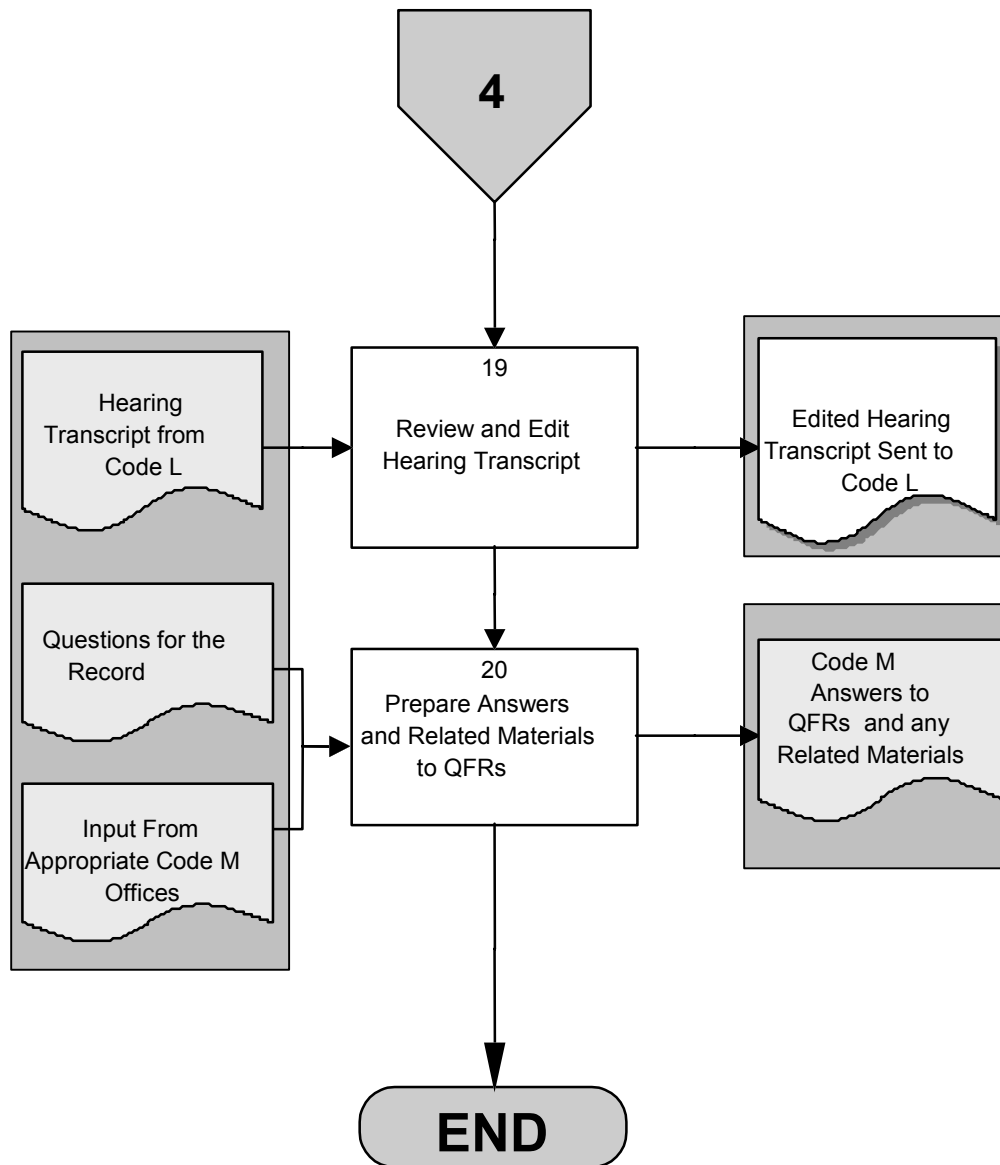 4
Hearing
Transcript from
Code L
19
Review and Edit
Hearing Transcript
Edited Hearing
Transcript Sent to
Code L
Questions for the
Record
Input From
Appropriate Code M
Offices
20
Prepare Answers
and Related Materials
to QFRs
Code M
Answers to
QFRs and any
Related Materials
END